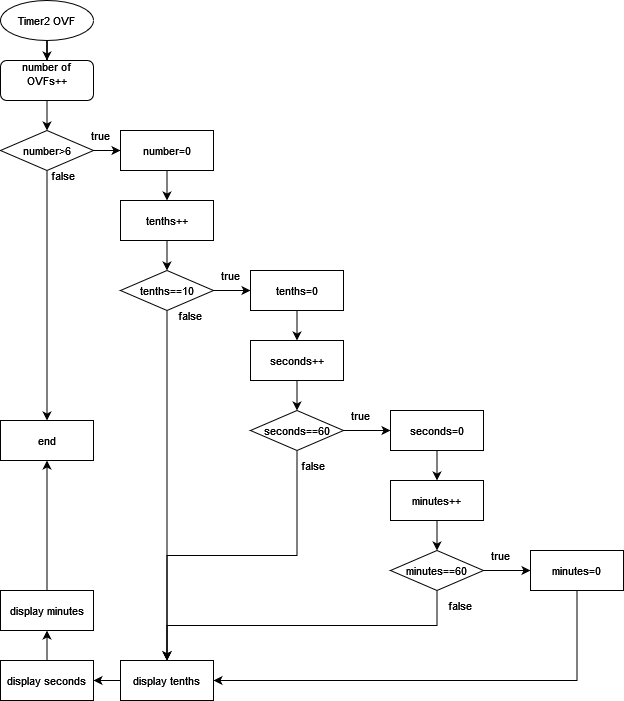 Timer2 OVF
number of
OVFs++
number>6
true
false
number=0
tenths++
tenths==10
true
false
tenths=0
seconds++
seconds==60
true
false
seconds=0
minutes++
minutes==60
true
false
minutes=0
display tenths
display seconds
display minutes
end